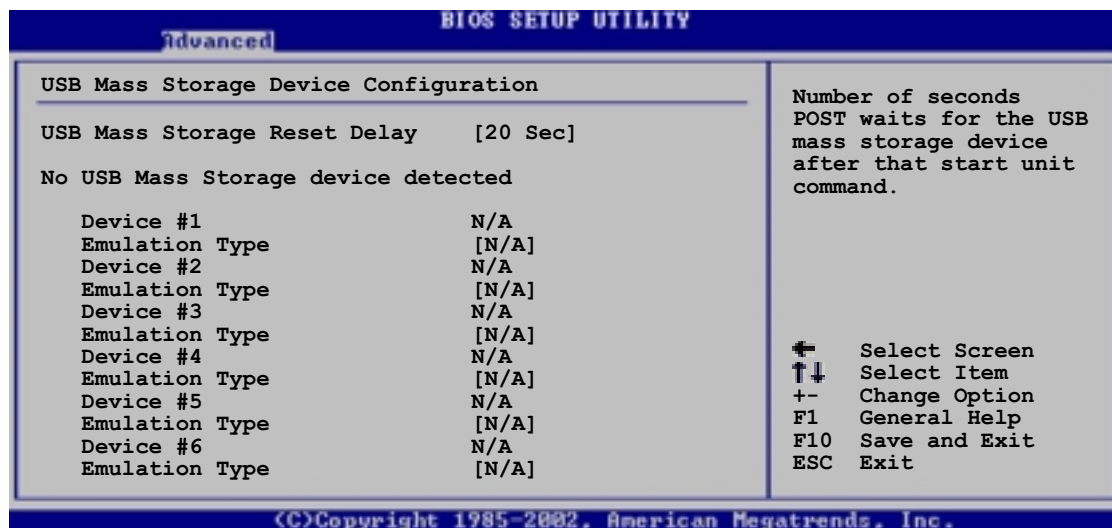 BIOS SETUP UTILITY
Advanced
USB Mass Storage Device Configuration
USB Mass Storage Reset Delay [20 Sec]
No USB Mass Storage device detected
Device #1 N/A
Emulation Type [N/A]
Device #2 N/A
Emulation Type [N/A]
Device #3 N/A
Emulation Type [N/A]
Device #4 N/A
Emulation Type [N/A]
Device #5 N/A
Emulation Type [N/A]
Device #6 N/A
Emulation Type [N/A]
Number of seconds
POST waits for the USB
mass storage device
after that start unit
command.
← Select Screen
↑↓ Select Item
+- Change Option
F1 General Help
F10 Save and Exit
ESC Exit
(C)Copyright 1985-2002, American Megatrends, Inc.